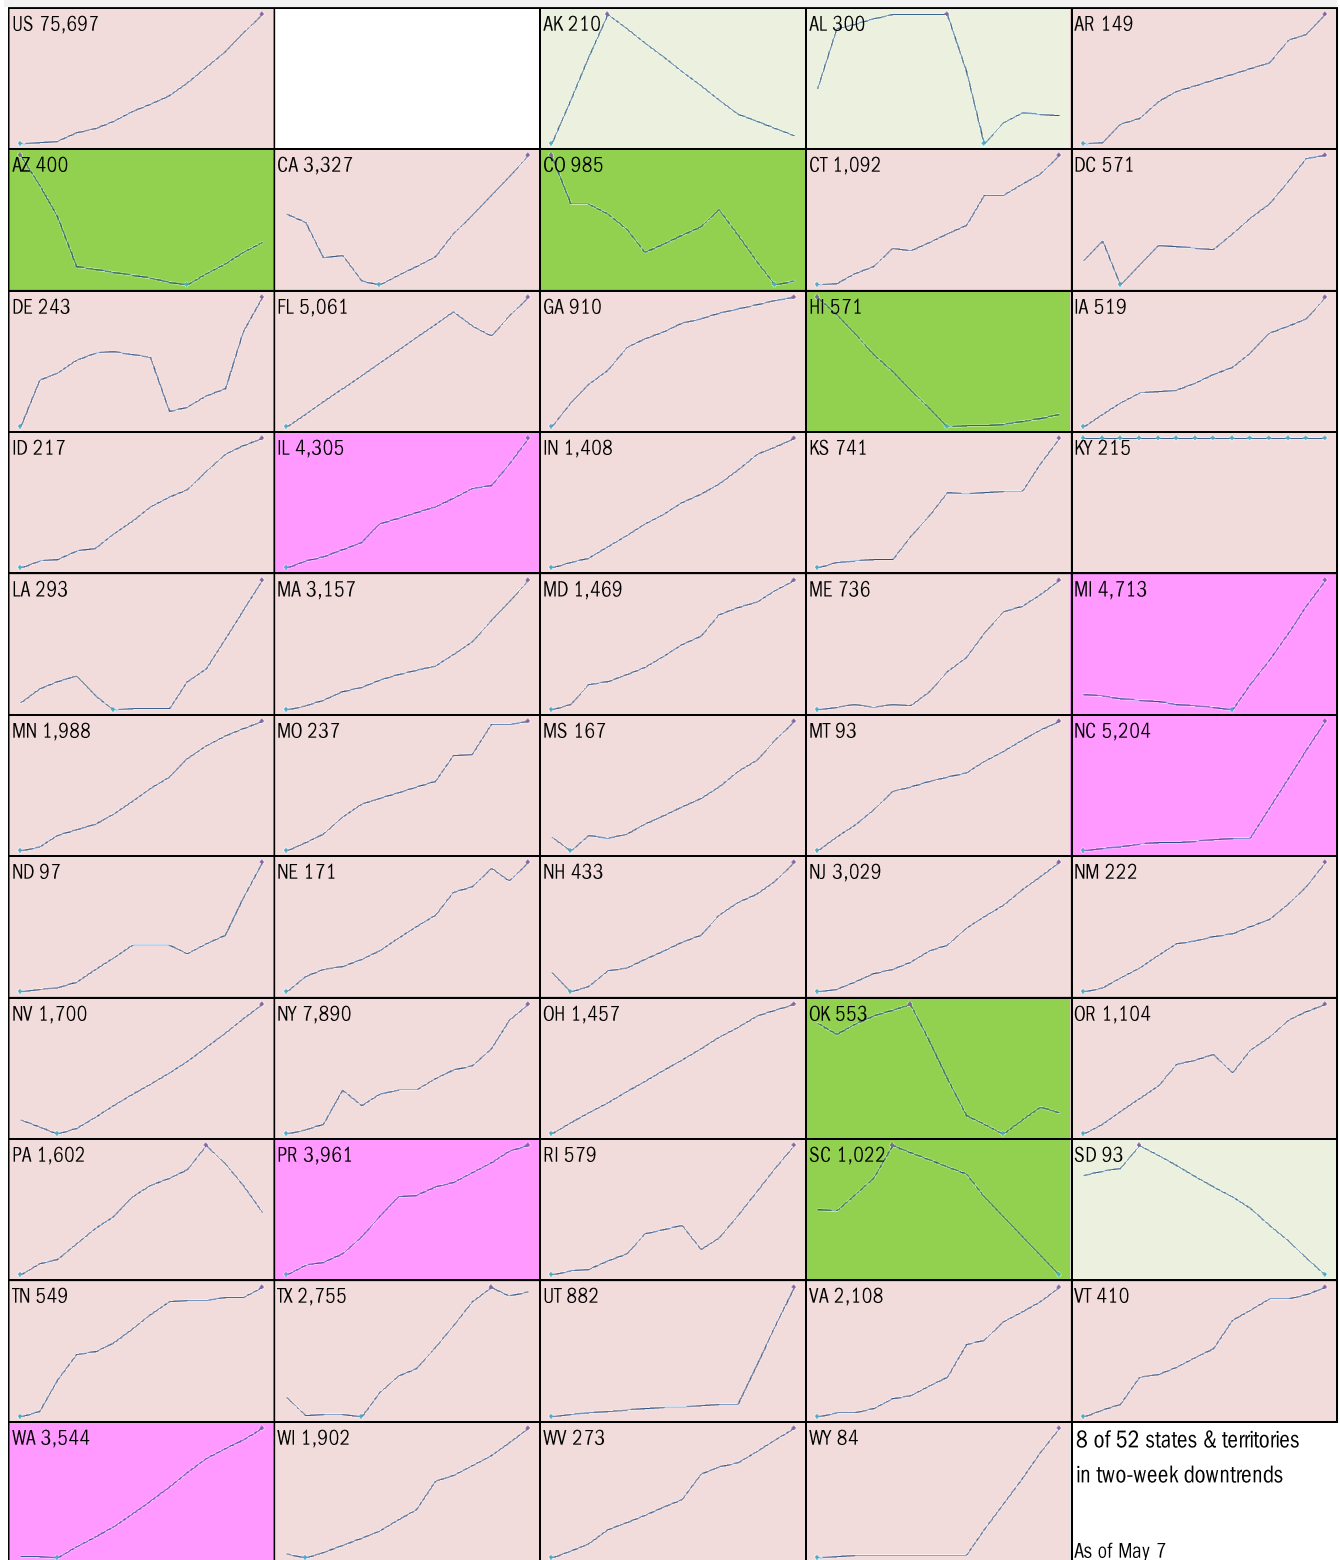 US 75,697
AK 210
AL 300
AR 149
AZ 400
CA 3,327
CO 985
CT 1,092
DC 571
DE 243
FL 5,061
GA 910
HI 571
IA 519
ID 217
IL 4,305
IN 1,408
KS 741
KY 215
LA 293
MA 3,157
MD 1,469
ME 736
MI 4,713
MN 1,988
MO 237
MS 167
MT 93
NC 5,204
ND 97
NE 171
NH 433
NJ 3,029
NM 222
NV 1,700
NY 7,890
OH 1,457
OK 553
OR 1,104
PA 1,602
PR 3,961
RI 579
SC 1,022
SD 93
TN 549
TX 2,755
UT 882
VA 2,108
VT 410
WA 3,544
WI 1,902
WV 273
WY 84
8 of 52 states & territories
in two-week downtrends
As of May 7